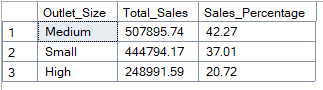 Outlet_Size Total_Sales Sales_Percentage
1 Medium 507895.74 42.27
2 Small 444794.17 37.01
3 High 248991.59 20.72